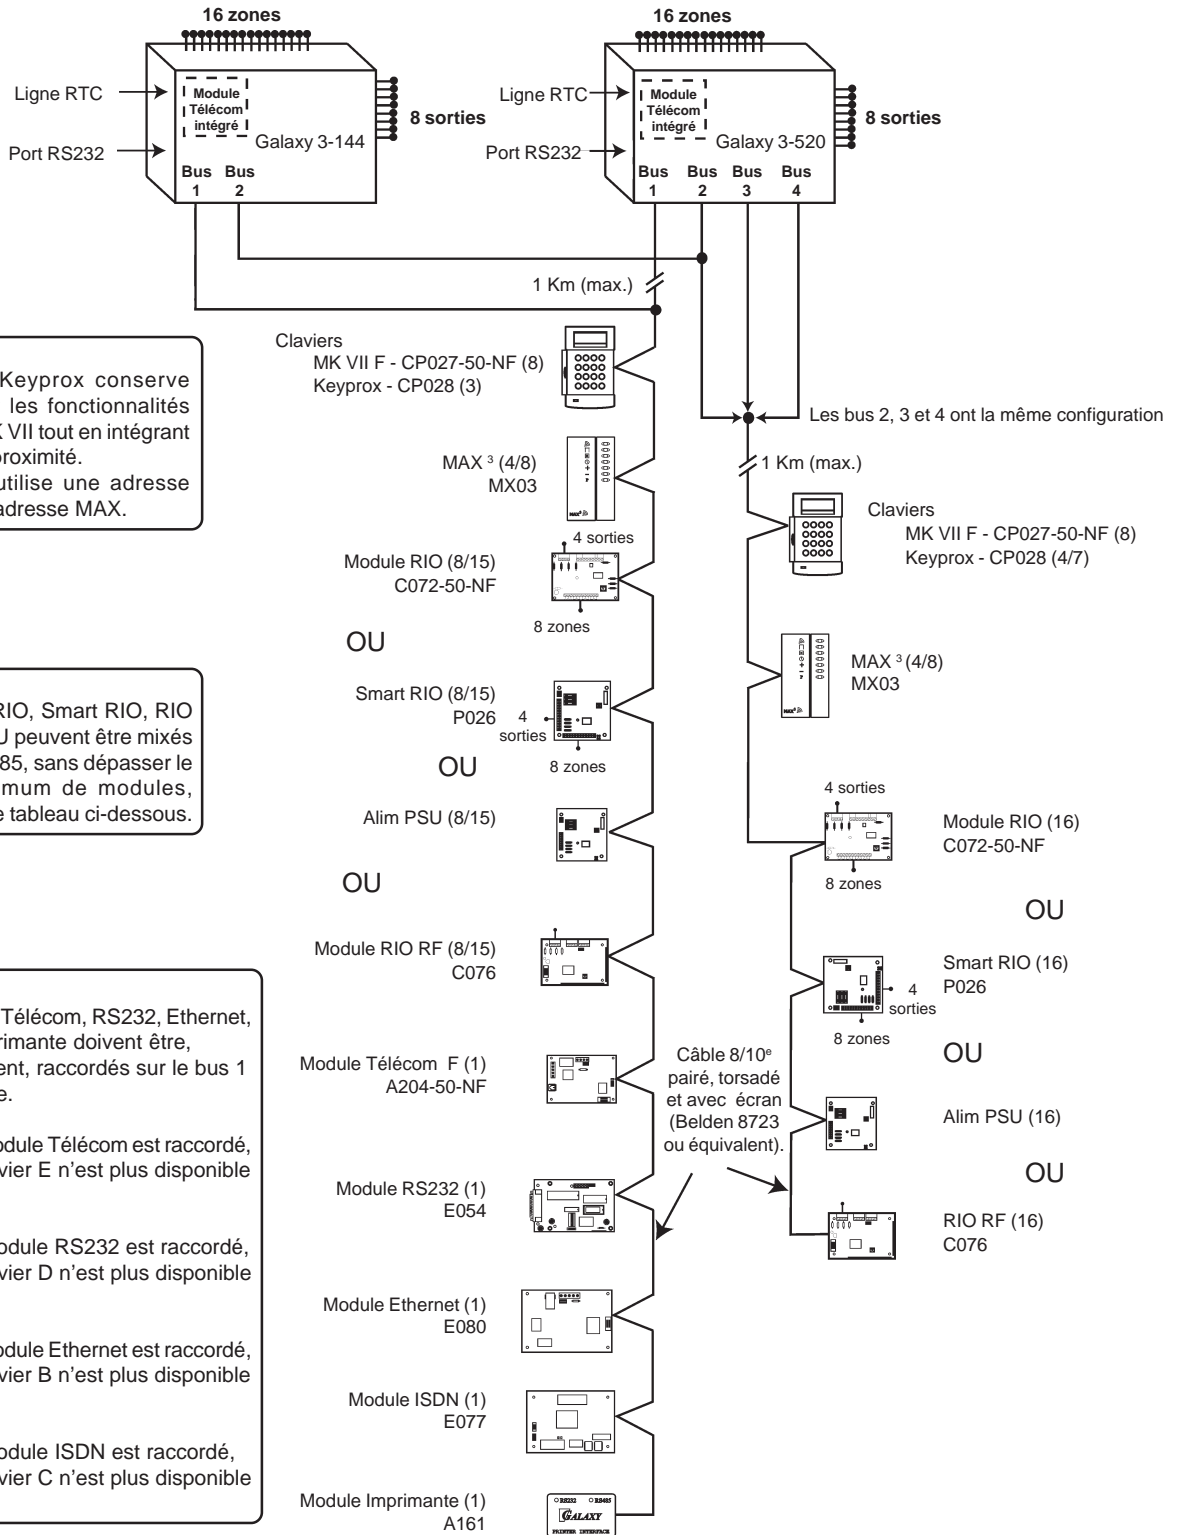 16 zones
16 zones
Ligne RTC
Module
Télécom
intégré
8 sorties
Galaxy 3-144
Port RS232
Bus Bus
1 2
Ligne RTC
Module
Télécom
intégré
8 sorties
Galaxy 3-520
Port RS232
Bus Bus Bus Bus
1 2 3 4
1 Km (max.)
Keyprox conserve
les fonctionnalités
VII tout en intégrant
utilise une adresse
adresse MAX.
Claviers
MK VII F - CP027-50-NF (8)
Keyprox - CP028 (3)
Les bus 2, 3 et 4 ont la même configuration
MAX ³ (4/8)
MX03
1 Km (max.)
Claviers
MK VII F - CP027-50-NF (8)
Keyprox - CP028 (4/7)
4 sorties
Module RIO (8/15)
C072-50-NF
8 zones
OU
MAX ³ (4/8)
MX03
RIO, Smart RIO, RIO
peuvent être mixés
85, sans dépasser le
mum de modules,
e tableau ci-dessous.
Smart RIO (8/15)
P026
4
sorties
8 zones
OU
Alim PSU (8/15)
OU
4 sorties
Module RIO (16)
C072-50-NF
8 zones
OU
Module RIO RF (8/15)
C076
Smart RIO (16)
P026
4
sorties
8 zones
OU
Télécom, RS232, Ethernet,
rimante doivent être,
ent, raccordés sur le bus 1
e.
odule Télécom est raccordé,
vier E n’est plus disponible
odule RS232 est raccordé,
vier D n’est plus disponible
odule Ethernet est raccordé,
vier B n’est plus disponible
odule ISDN est raccordé,
vier C n’est plus disponible
Module Télécom F (1)
A204-50-NF
Câble 8/10e
pairé, torsadé
et avec écran
(Belden 8723
ou équivalent).
Alim PSU (16)
OU
Module RS232 (1)
E054
RIO RF (16)
C076
Module Ethernet (1)
E080
Module ISDN (1)
E077
Module Imprimante (1)
A161
RS232 RS485
GALAXY
PRINTER INTERFACE